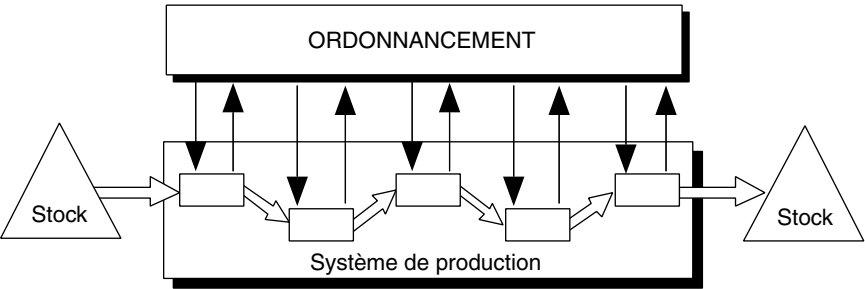 ORDONNANCEMENT
Stock
Stock
Système de production